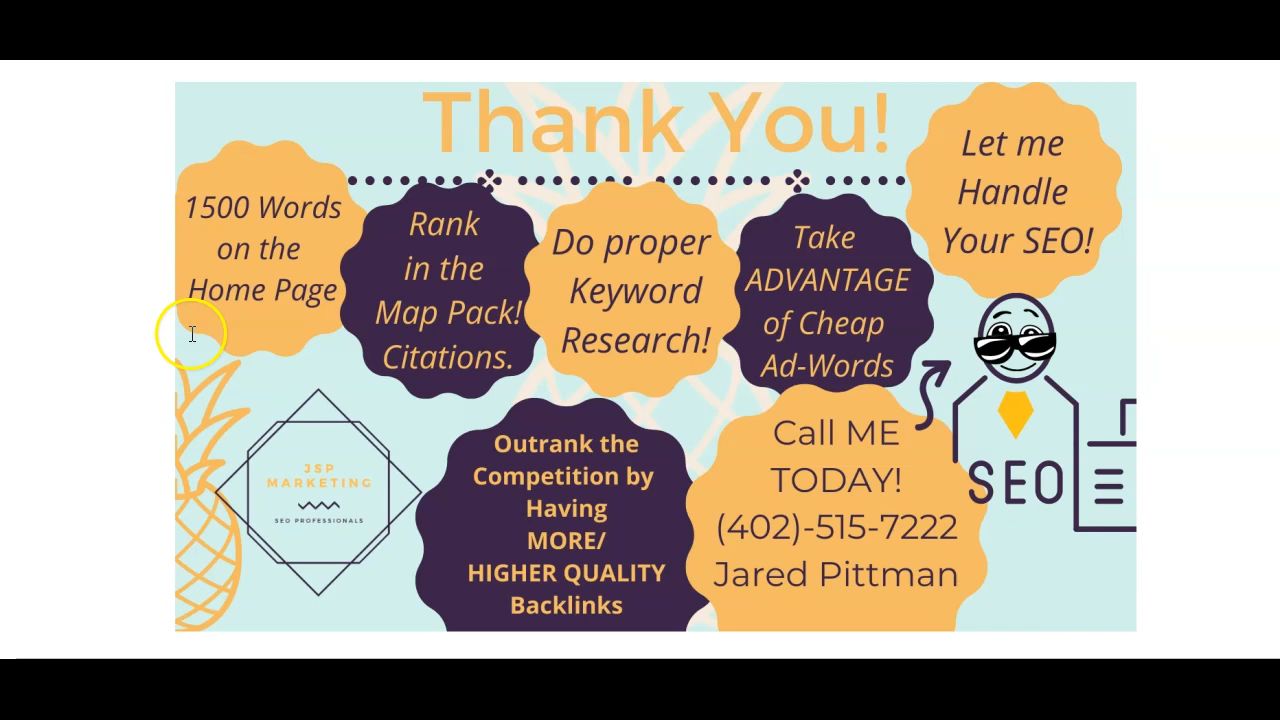 Thank You!
1500 Words
on the
Home Page
Rank
in the
Map Pack!
Citations.
Do proper
Keyword
Research!
Take
ADVANTAGE
of Cheap
Ad-Words
Let me
Handle
Your SEO!
JSP
MARKETING
SEO PROFESSIONALS
Outrank the
Competition by
Having
MORE/
HIGHER QUALITY
Backlinks
Call ME
TODAY!
(402)-515-7222
Jared Pittman
SEO